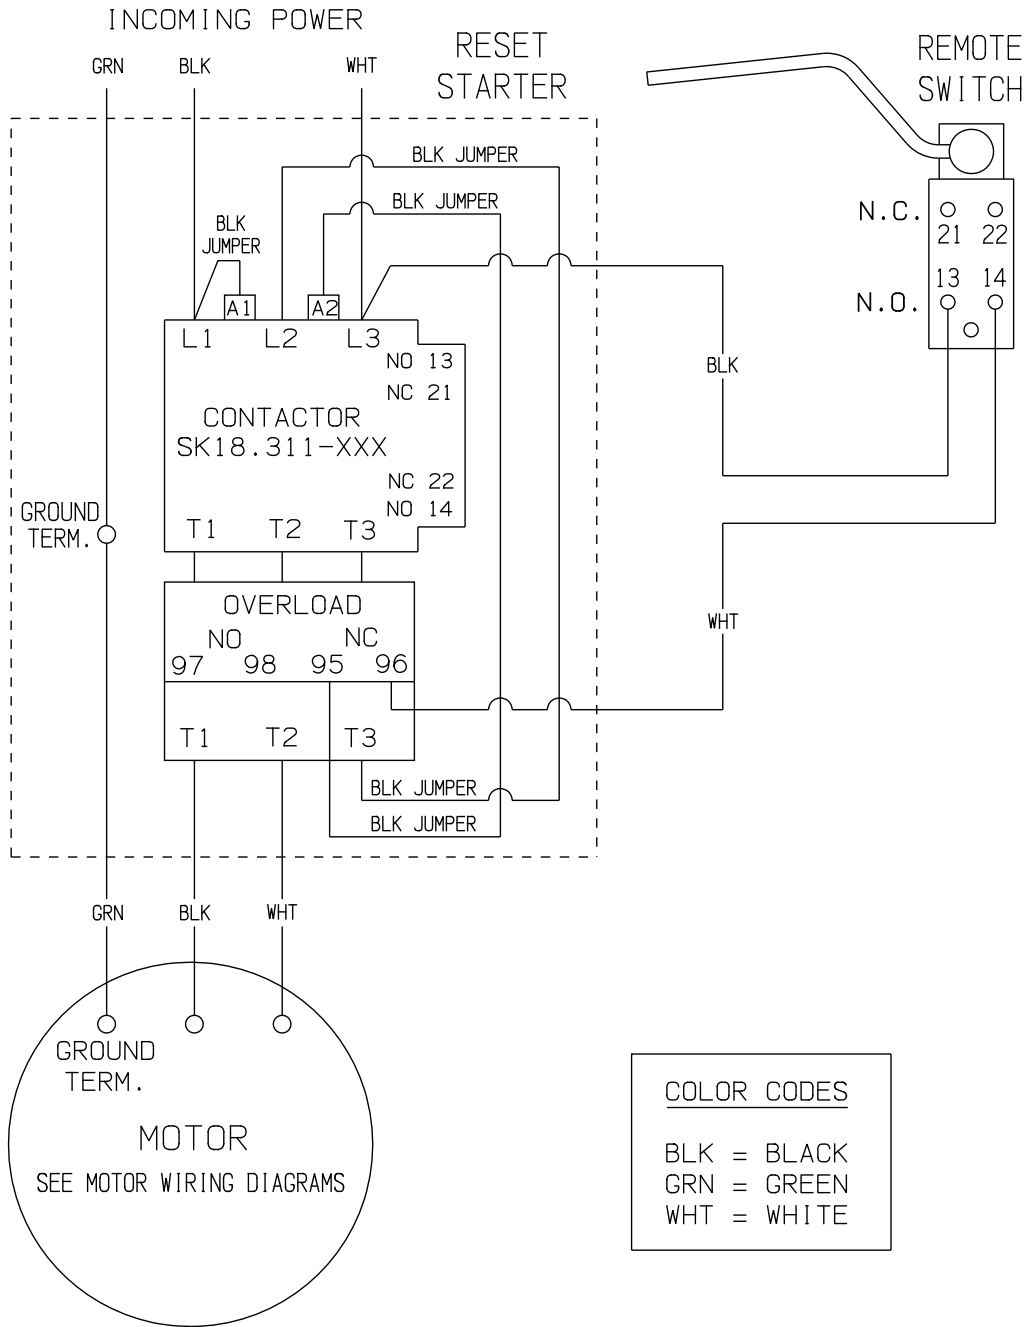 INCOMING POWER
GRN
BLK
WHT
RESET
STARTER
REMOTE
SWITCH
BLK JUMPER
BLK JUMPER
BLK
JUMPER
N.C.
21 22
13 14
N.O.
A1
A2
L1 L2 L3
NO 13
NC 21
BLK
CONTACTOR
SK18.311-XXX
NC 22
NO 14
GROUND
TERM.
T1 T2 T3
OVERLOAD
NO NC
97 98 95 96
WHT
T1 T2 T3
BLK JUMPER
BLK JUMPER
GRN
BLK
WHT
GROUND
TERM.
MOTOR
SEE MOTOR WIRING DIAGRAMS
COLOR CODES
BLK = BLACK
GRN = GREEN
WHT = WHITE